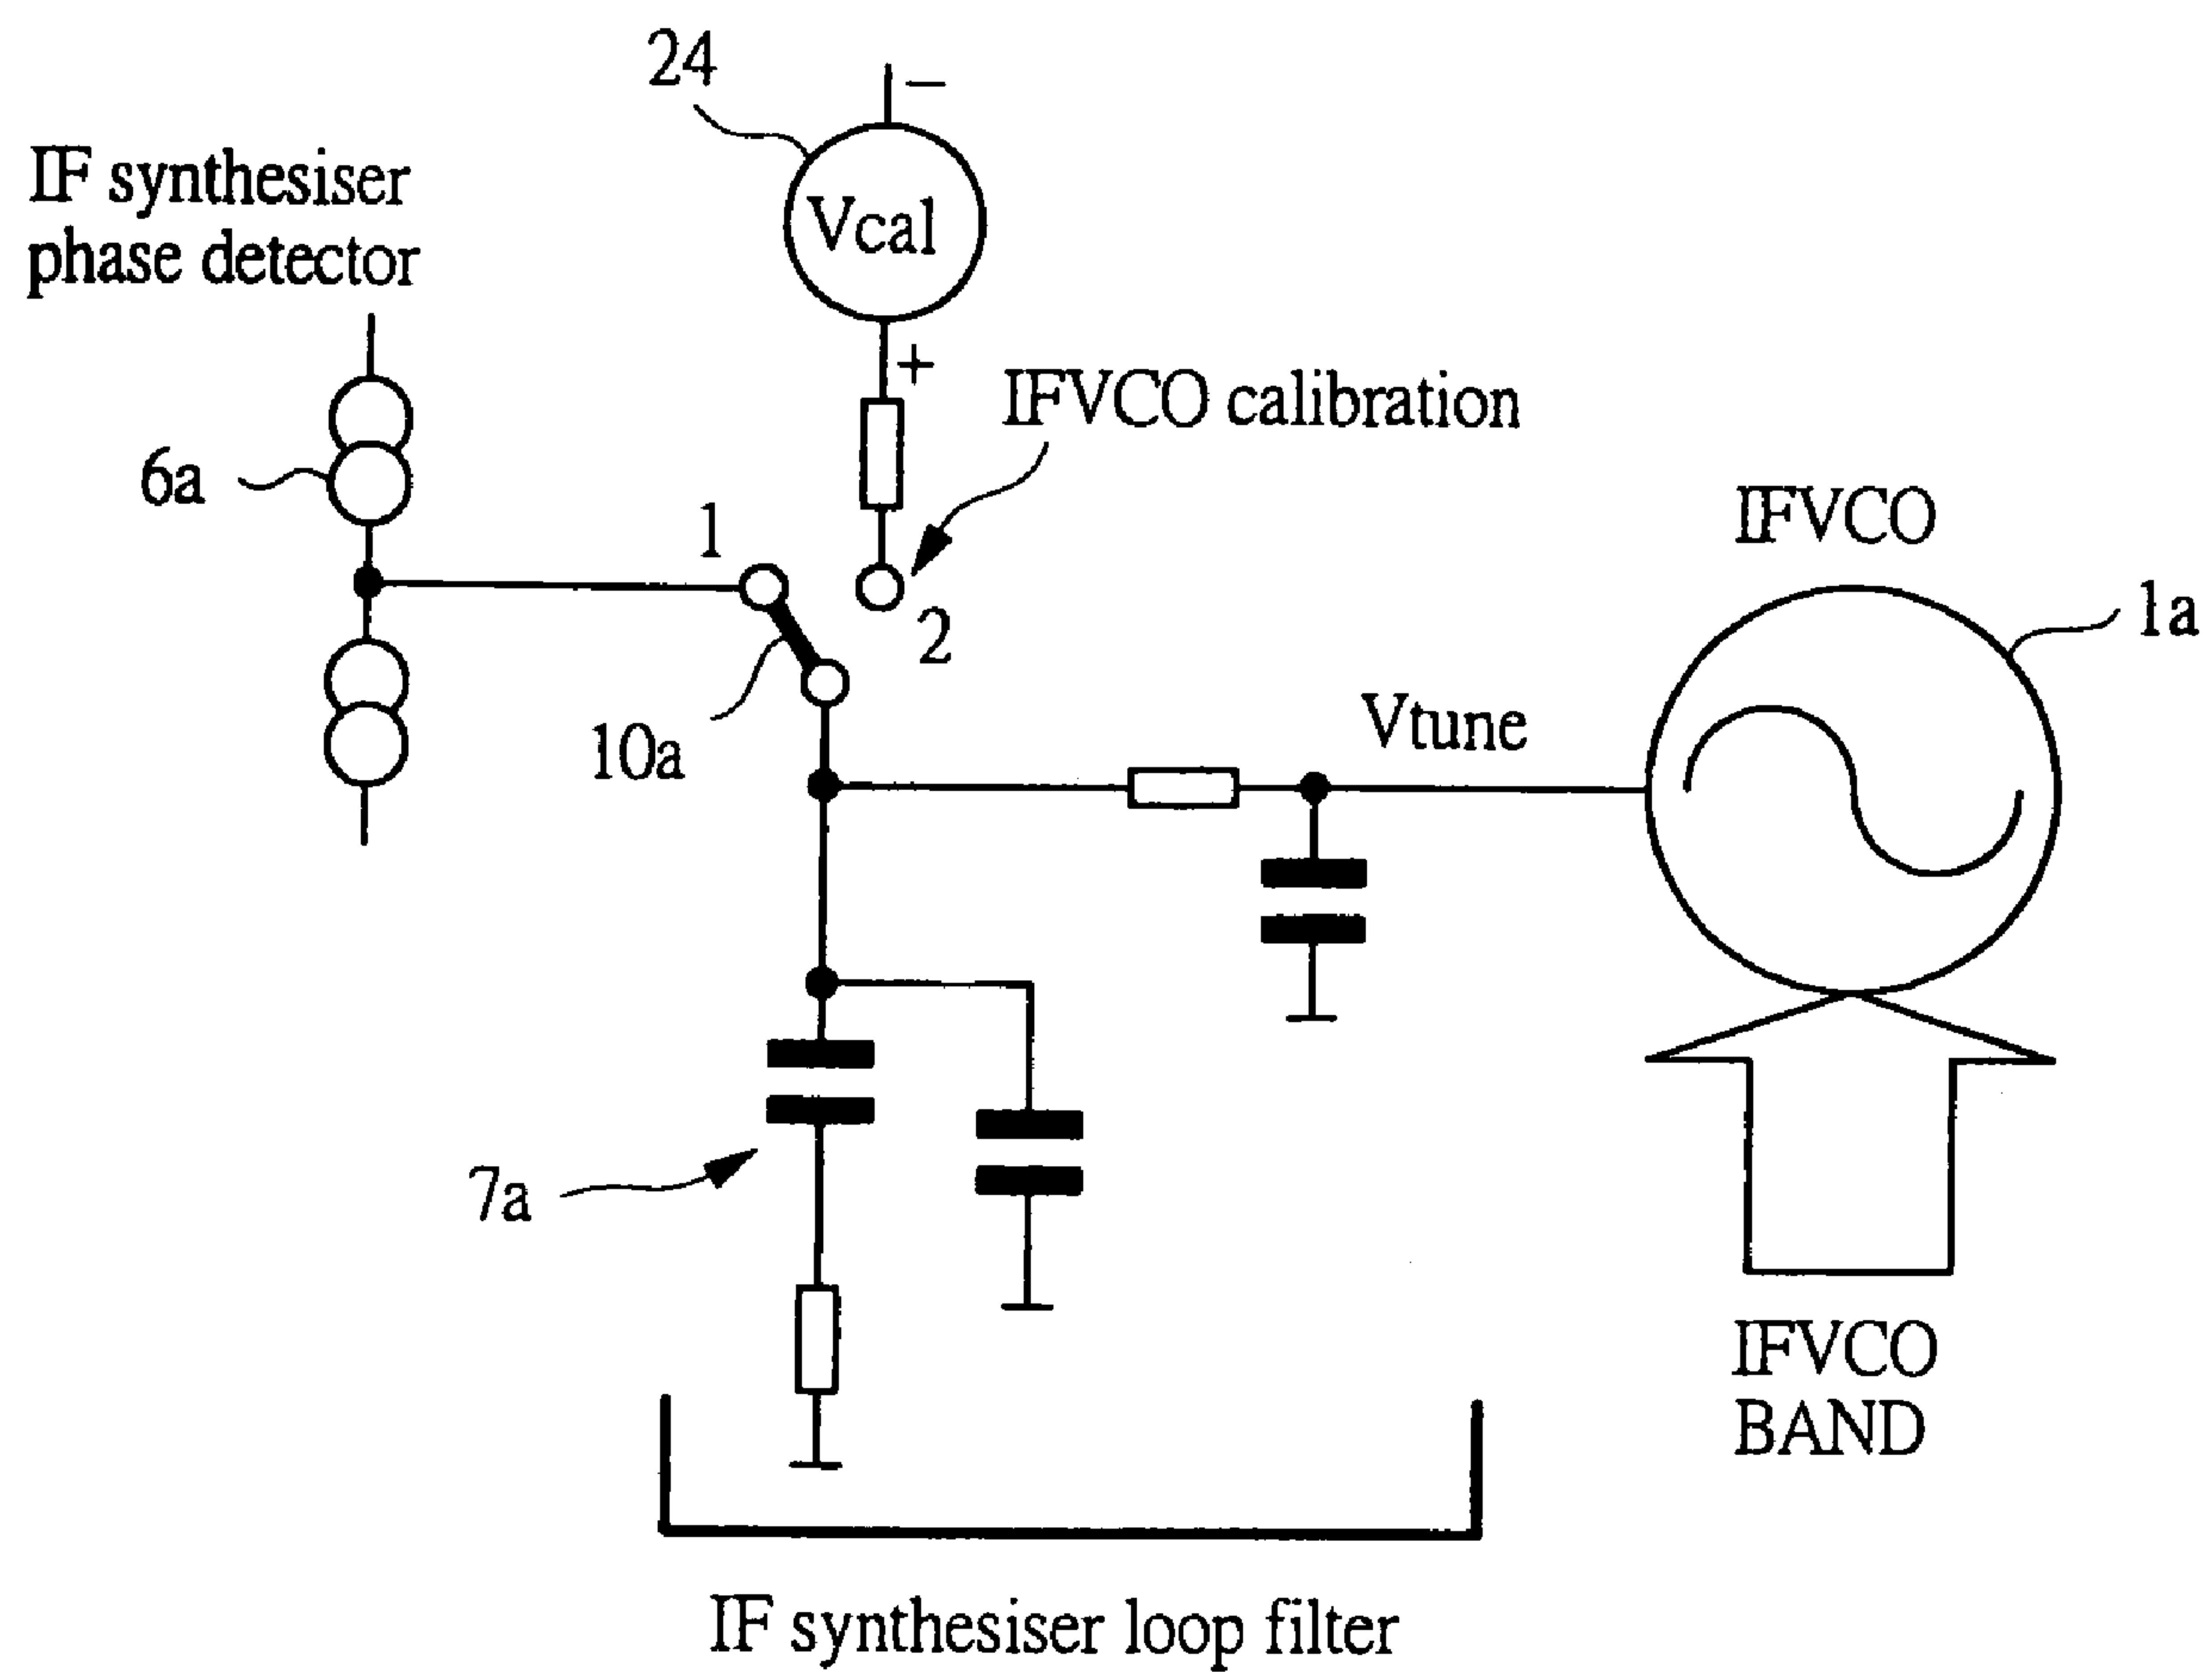 24
−
IF synthesiser
phase detector
Vcal
+
IFVCO calibration
6a
1
2
IFVCO
1a
10a
Vtune
7a
IFVCO
BAND
IF synthesiser loop filter